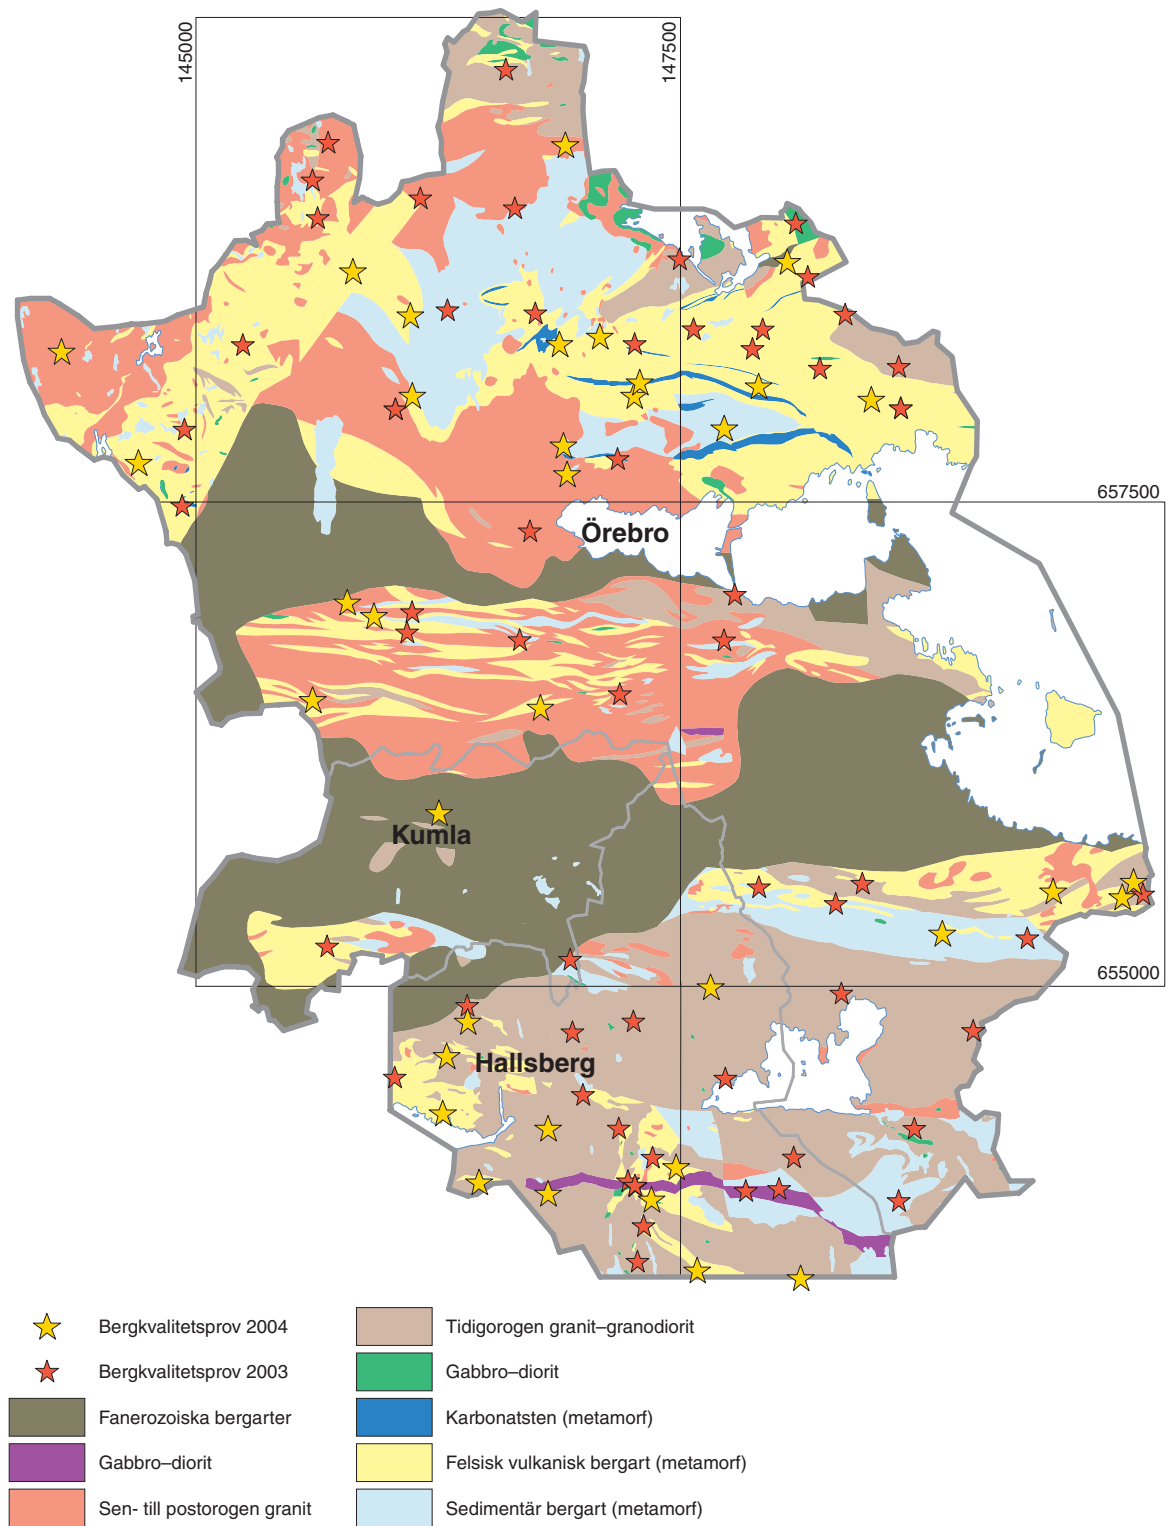 145000
147500
657500
Örebro
Kumla
655000
Hallsberg
Bergkvalitetsprov 2004
Bergkvalitetsprov 2003
Fanerozoiska bergarter
Gabbro–diorit
Sen- till postorogen granit
Tidigorogen granit–granodiorit
Gabbro–diorit
Karbonatsten (metamorf)
Felsisk vulkanisk bergart (metamorf)
Sedimentär bergart (metamorf)